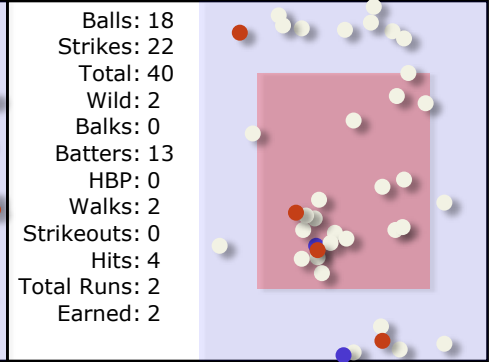 Balls: 18
Strikes: 22
Total: 40
Wild: 2
Balks: 0
Batters: 13
HBP: 0
Walks: 2
Strikeouts: 0
Hits: 4
Total Runs: 2
Earned: 2